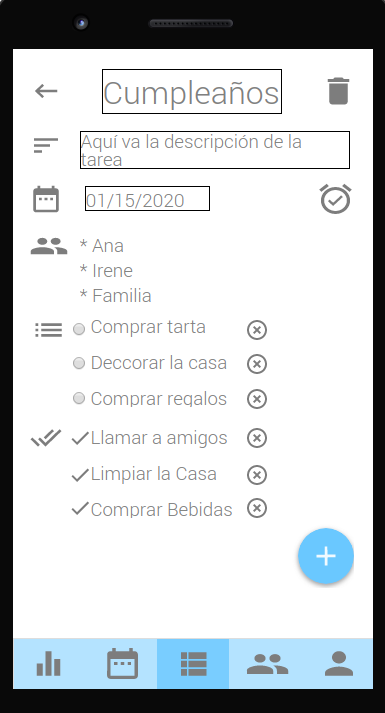 Cumpleaños
Aquí va la descripción de la
tarea
01/15/2020
* Ana
* Irene
* Familia
Comprar tarta
Deccorar la casa
Comprar regalos
Llamar a amigos
Limpiar la Casa
Comprar Bebidas